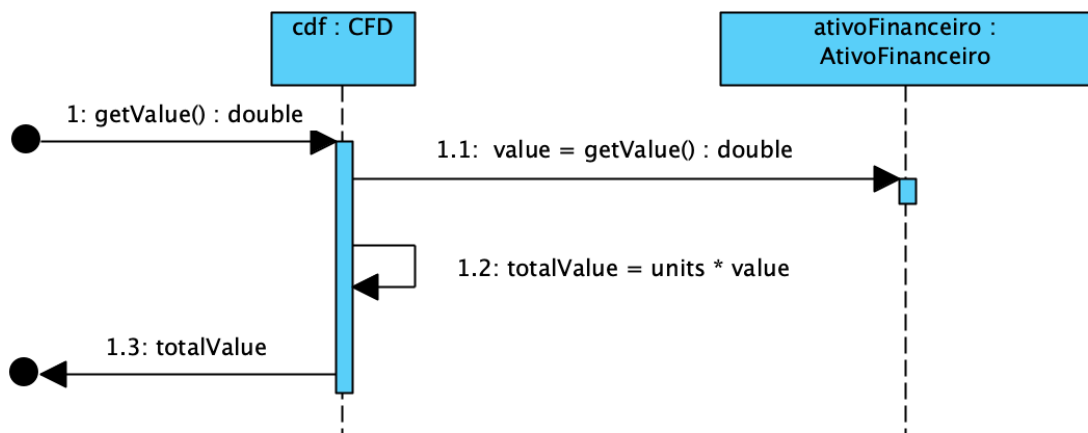 cdf : CFD
ativoFinanceiro :
AtivoFinanceiro
1: getValue() : double
1.1:  value = getValue() : double
1.2: totalValue = units * value
1.3: totalValue